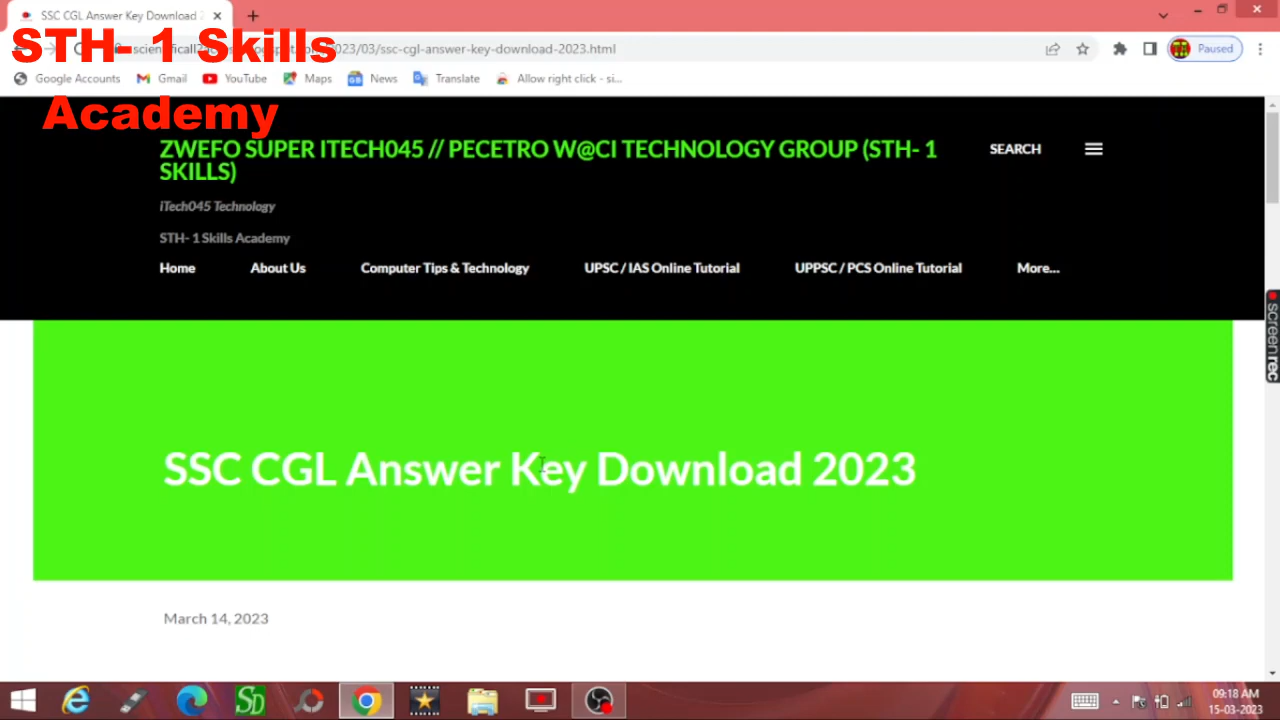 SSC CGL Answer Key Download
STH- 1 Skills
Academy
2023/03/ssc-cgl-answer-key-download-2023.html
Paused
Google Accounts
Gmail
YouTube
Maps
News
Translate
Allow right click - si...
ZWEFO SUPER ITECH045 // PECETRO W@CI TECHNOLOGY GROUP (STH- 1
SKILLS)
SEARCH
iTech045 Technology
STH- 1 Skills Academy
Home
About Us
Computer Tips & Technology
UPSC / IAS Online Tutorial
UPPSC / PCS Online Tutorial
More...
screenrec
SSC CGL Answer Key Download 2023
March 14, 2023
SD
09:18 AM
15-03-2023